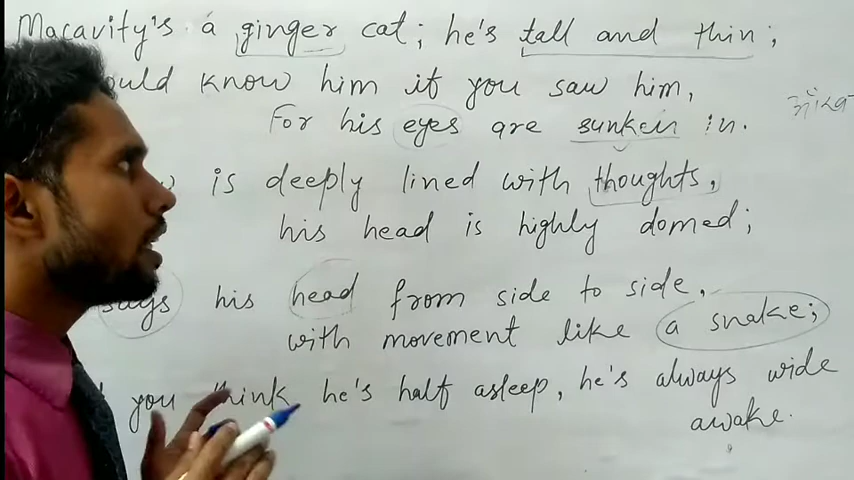 Macavity's a ginger cat; he's tall and thin;
know him if you saw him,
For his eyes are sunken in.
is deeply lined with thoughts,
his head is highly domed;
says his head from side to side,
with movement like a snake;
you think he's half asleep, he's always wide
awake.